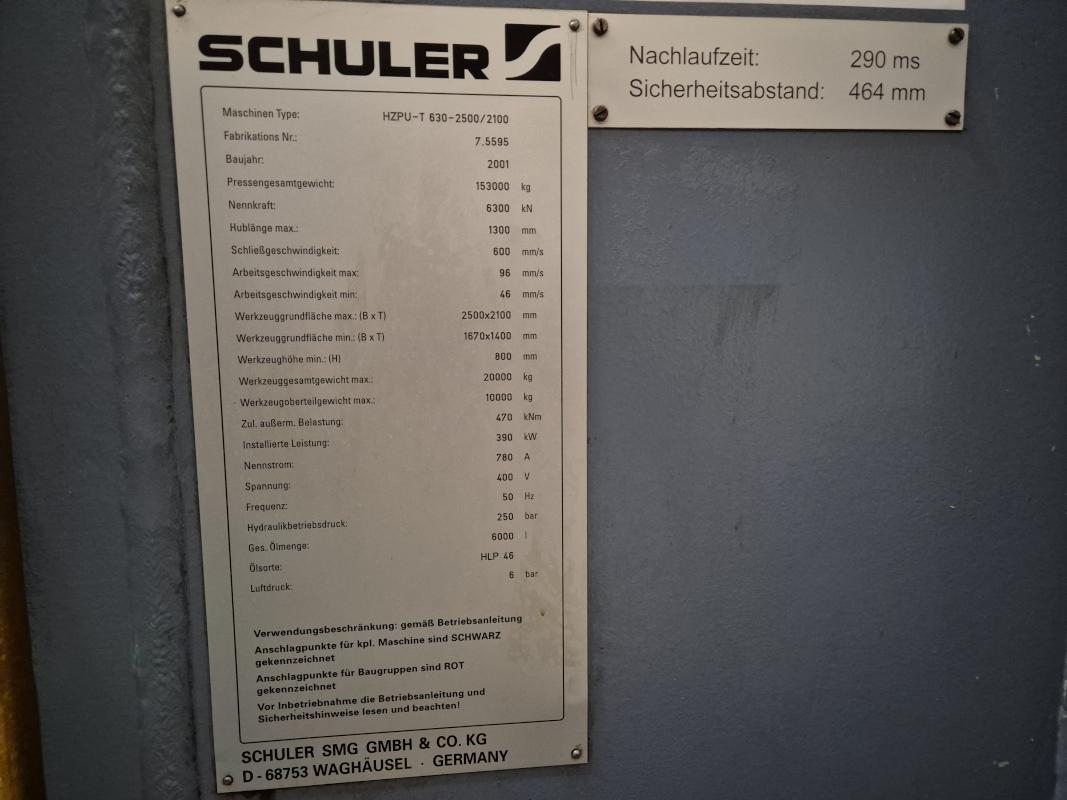 SCHULER
Maschinen Type: HZPU-T 630-2500/2100
Fabrikations Nr.: 7.5595
Baujahr: 2001
Pressengesamtgewicht: 153000 kg
Nennkraft: 6300 kN
Hublänge max.: 1300 mm
Schließgeschwindigkeit: 600 mm/s
Arbeitsgeschwindigkeit max: 96 mm/s
Arbeitsgeschwindigkeit min: 46 mm/s
Werkzeuggrundfläche max.: (B x T) 2500x2100 mm
Werkzeuggrundfläche min.: (B x T) 1670x1400 mm
Werkzeughöhe min.: (H) 800 mm
Werkzeuggesamtgewicht max.: 20000 kg
Werkzeugoberteilgewicht max.: 10000 kg
Zul. außerm. Belastung: 470 kNm
Installierte Leistung: 390 kW
Nennstrom: 780 A
Spannung: 400 V
Frequenz: 50 Hz
Hydraulikbetriebsdruck: 250 bar
Ges. Ölmenge: 6000 l
Ölsorte: HLP 46
Luftdruck: 6 bar
Verwendungsbeschränkung: gemäß Betriebsanleitung
Anschlagpunkte für kpl. Maschine sind SCHWARZ
gekennzeichnet
Anschlagpunkte für Baugruppen sind ROT
gekennzeichnet
Vor Inbetriebnahme die Betriebsanleitung und
Sicherheitshinweise lesen und beachten!
SCHULER SMG GMBH & CO. KG
D-68753 WAGHÄUSEL · GERMANY
Nachlaufzeit: 290 ms
Sicherheitsabstand: 464 mm